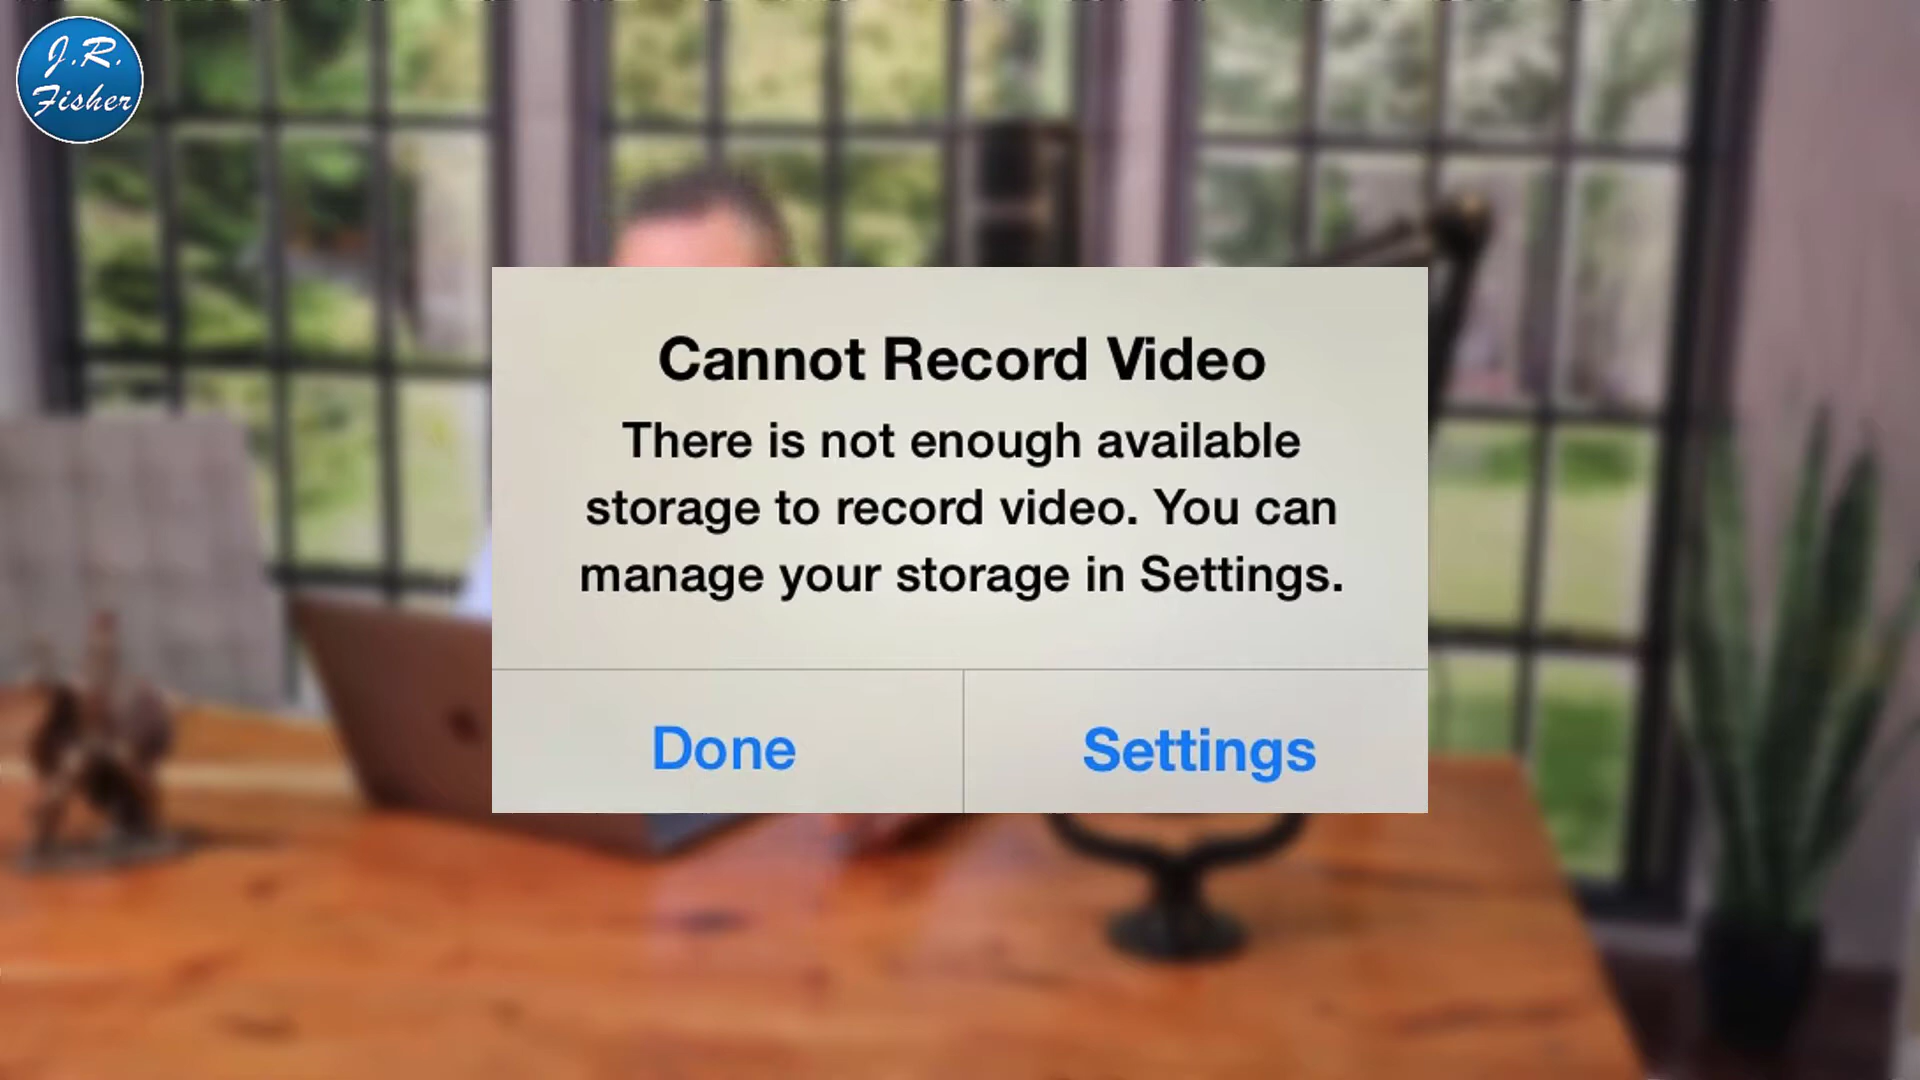 J.R.
Fisher
Cannot Record Video
There is not enough available
storage to record video. You can
manage your storage in Settings.
Done
Settings